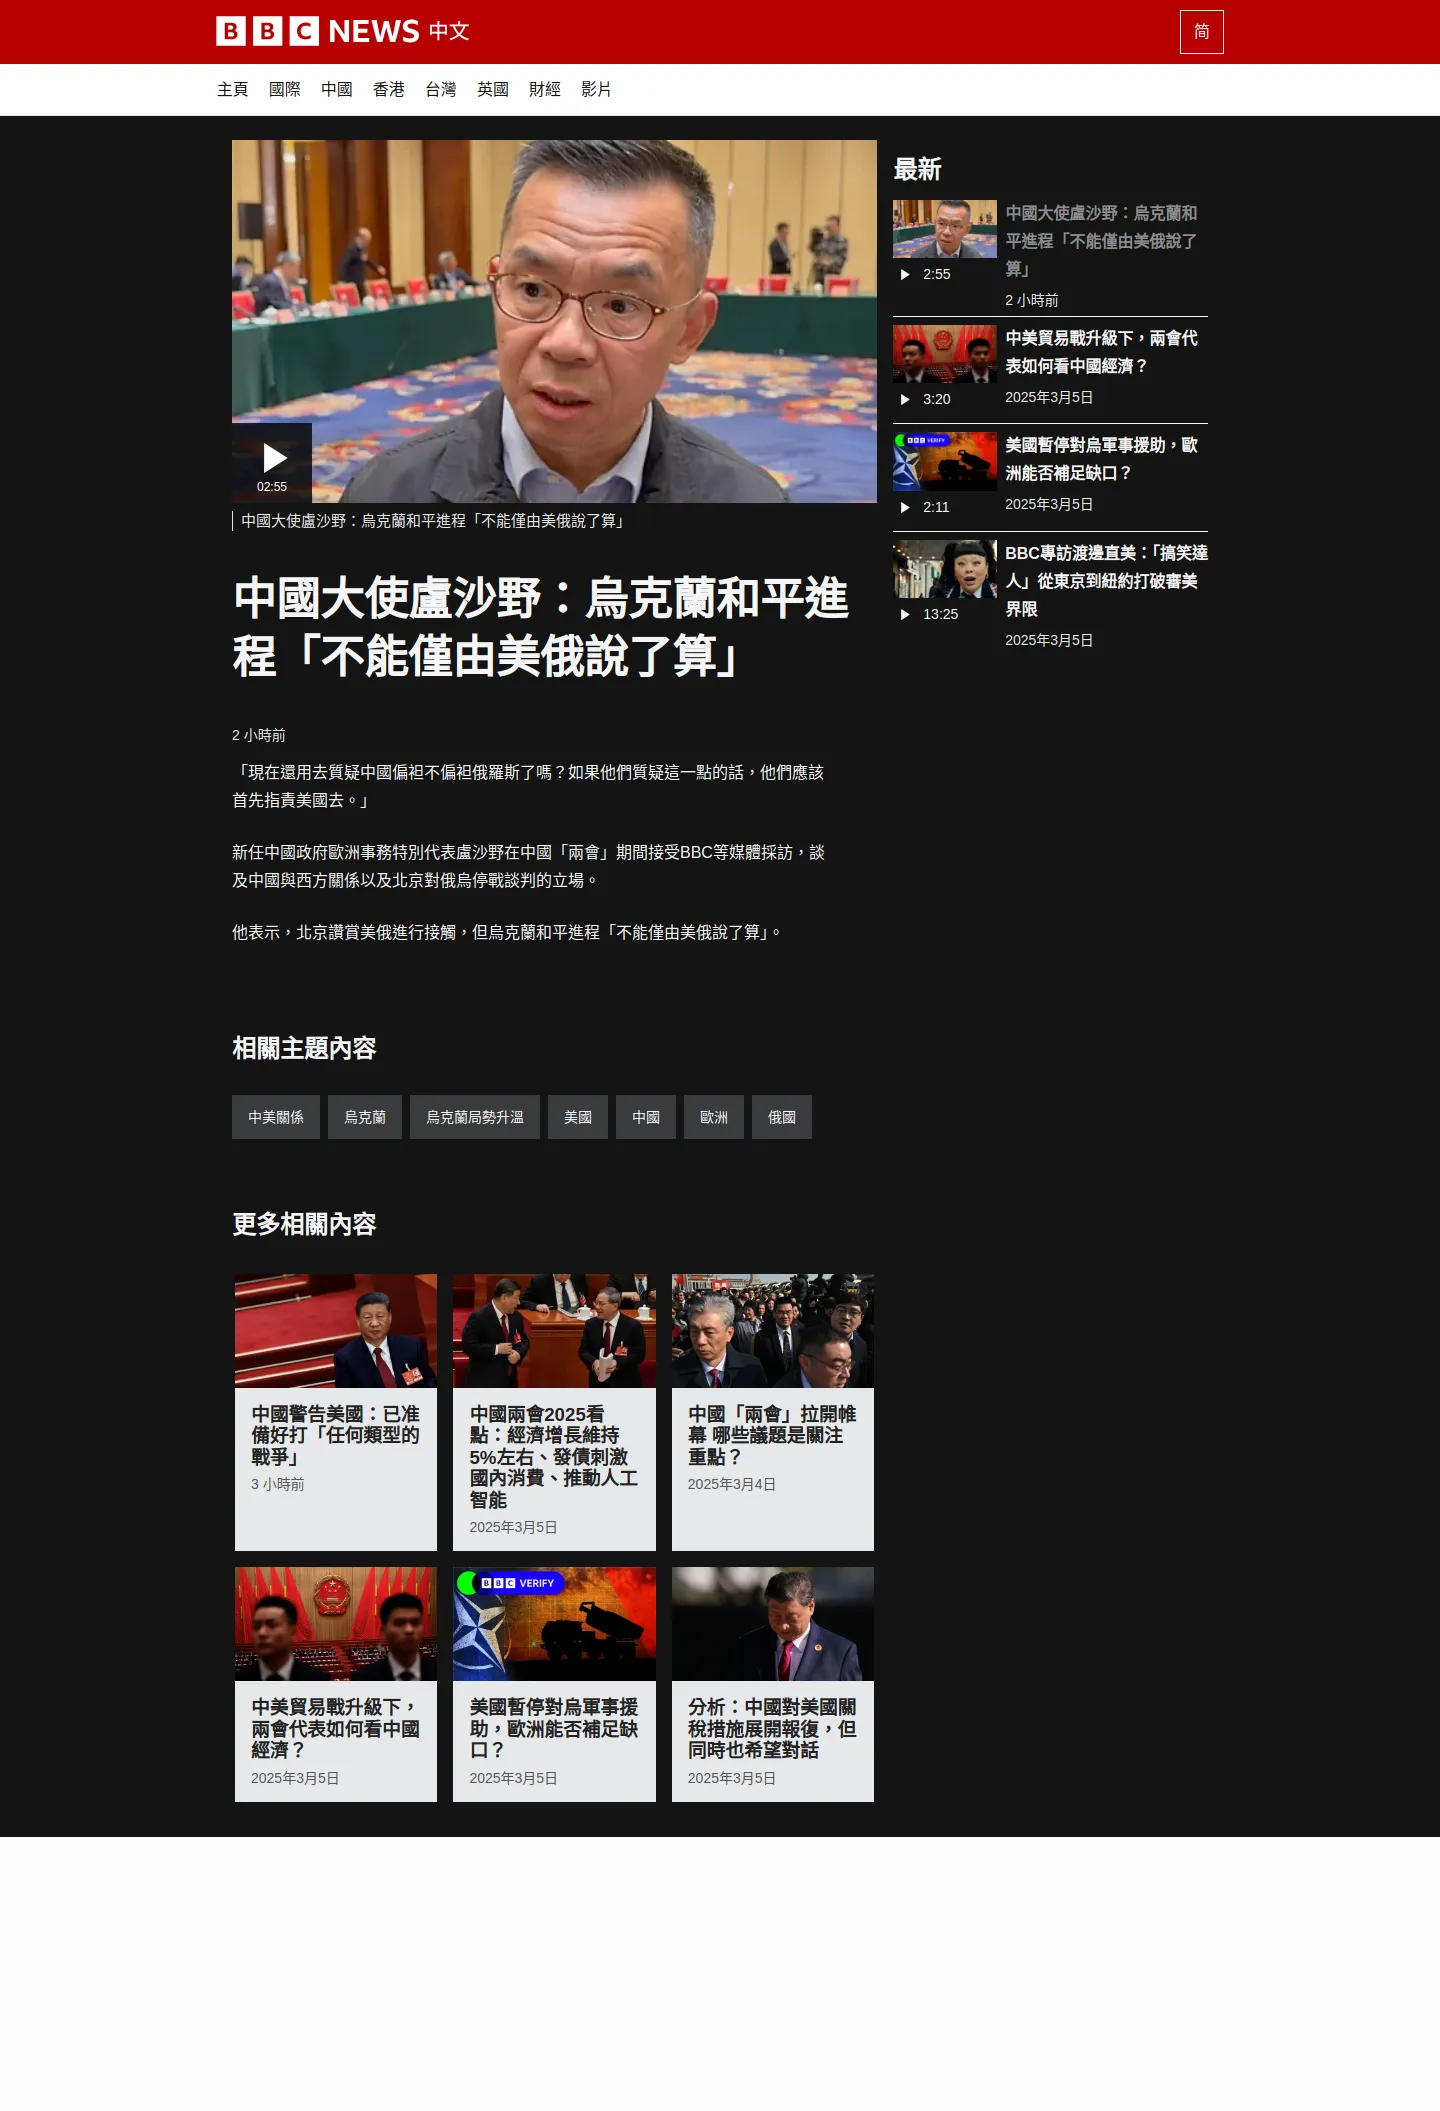 BBC NEWS 中文
简
主頁 國際 中國 香港 台灣 英國 財經 影片
02:55
中國大使盧沙野：烏克蘭和平進程「不能僅由美俄說了算」
中國大使盧沙野：烏克蘭和平進
程「不能僅由美俄說了算」
2 小時前
「現在還用去質疑中國偏袒不偏袒俄羅斯了嗎？如果他們質疑這一點的話，他們應該
首先指責美國去。」
新任中國政府歐洲事務特別代表盧沙野在中國「兩會」期間接受BBC等媒體採訪，談
及中國與西方關係以及北京對俄烏停戰談判的立場。
他表示，北京讚賞美俄進行接觸，但烏克蘭和平進程「不能僅由美俄說了算」。
最新
中國大使盧沙野：烏克蘭和
平進程「不能僅由美俄說了
算」
2:55
2 小時前
中美貿易戰升級下，兩會代
表如何看中國經濟？
3:20
2025年3月5日
BBC VERIFY
美國暫停對烏軍事援助，歐
洲能否補足缺口？
2:11
2025年3月5日
BBC專訪渡邊直美：「搞笑達
人」從東京到紐約打破審美
界限
13:25
2025年3月5日
相關主題內容
中美關係 烏克蘭 烏克蘭局勢升溫 美國 中國 歐洲 俄國
更多相關內容
中國警告美國：已准
備好打「任何類型的
戰爭」
3 小時前
中國兩會2025看
點：經濟增長維持
5%左右、發債刺激
國內消費、推動人工
智能
2025年3月5日
中國「兩會」拉開帷
幕 哪些議題是關注
重點？
2025年3月4日
中美貿易戰升級下，
兩會代表如何看中國
經濟？
2025年3月5日
BBC VERIFY
美國暫停對烏軍事援
助，歐洲能否補足缺
口？
2025年3月5日
分析：中國對美國關
稅措施展開報復，但
同時也希望對話
2025年3月5日